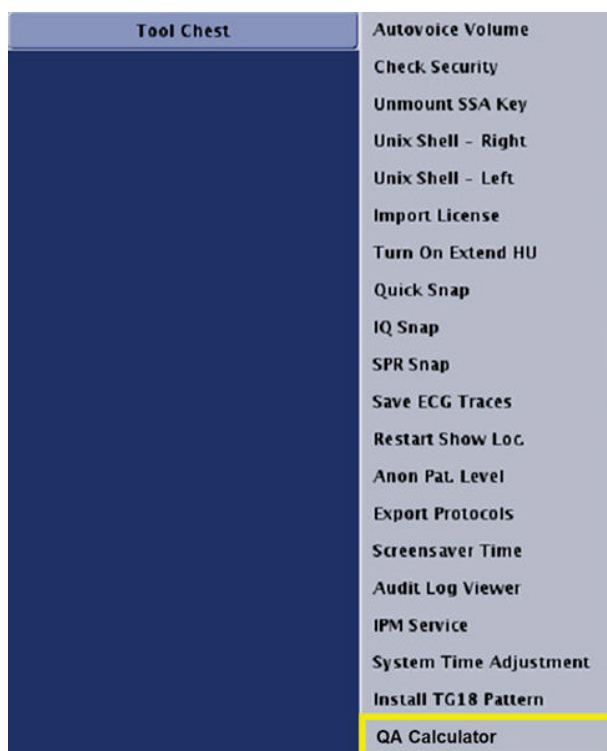 Tool Chest
Autovoice Volume
Check Security
Unmount SSA Key
Unix Shell - Right
Unix Shell - Left
Import License
Turn On Extend HU
Quick Snap
IQ Snap
SPR Snap
Save ECG Traces
Restart Show Loc.
Anon Pat. Level
Export Protocols
Screensaver Time
Audit Log Viewer
IPM Service
System Time Adjustment
Install TG18 Pattern
QA Calculator